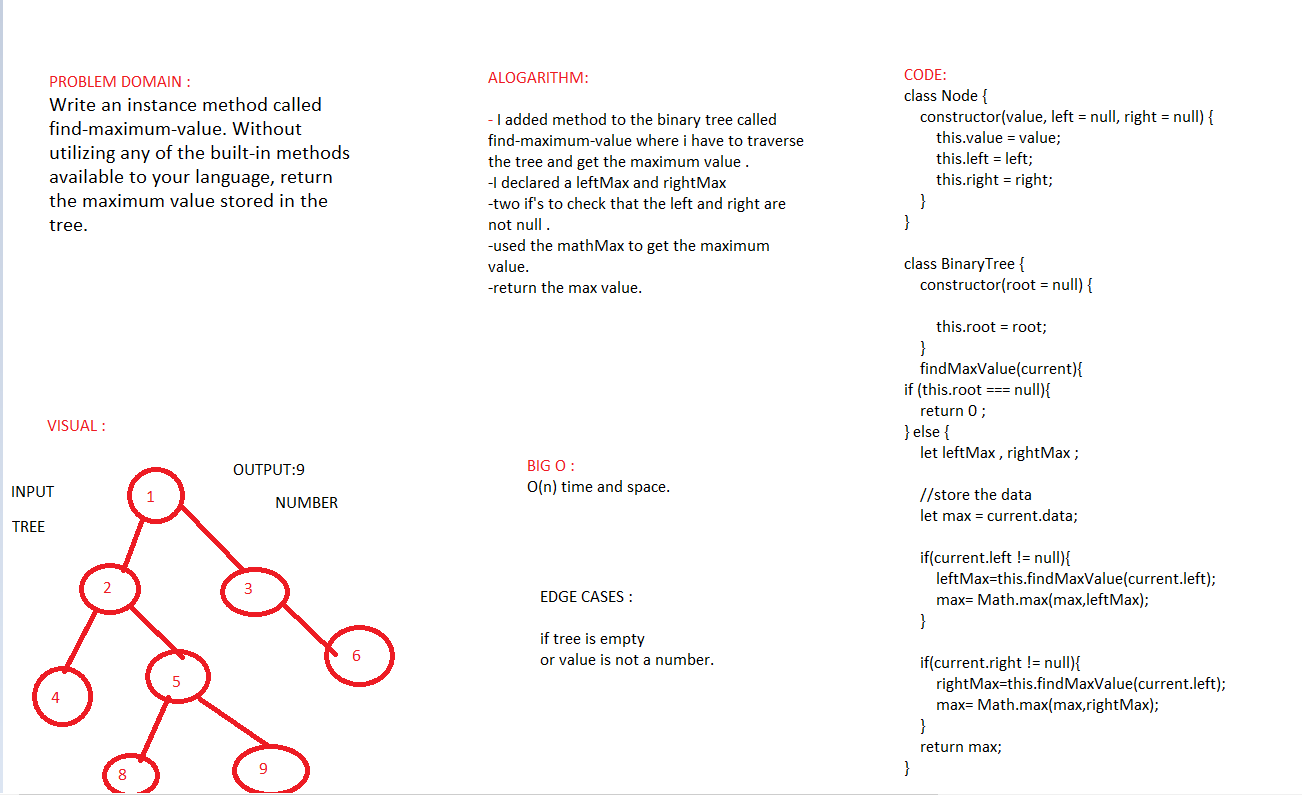 PROBLEM DOMAIN :
Write an instance method called
find-maximum-value. Without
utilizing any of the built-in methods
available to your language, return
the maximum value stored in the
tree.
ALOGARITHM:
- I added method to the binary tree called
find-maximum-value where i have to traverse
the tree and get the maximum value .
-I declared a leftMax and rightMax
-two if's to check that the left and right are
not null .
-used the mathMax to get the maximum
value.
-return the max value.
VISUAL :
INPUT
TREE
OUTPUT:9
NUMBER
1
2
3
4
5
6
8
9
BIG O :
O(n) time and space.
EDGE CASES :
if tree is empty
or value is not a number.
CODE:
class Node {
constructor(value, left = null, right = null) {
this.value = value;
this.left = left;
this.right = right;
}
}
class BinaryTree {
constructor(root = null) {
this.root = root;
}
findMaxValue(current){
if (this.root === null){
return 0 ;
} else {
let leftMax , rightMax ;
//store the data
let max = current.data;
if(current.left != null){
leftMax=this.findMaxValue(current.left);
max= Math.max(max,leftMax);
}
if(current.right != null){
rightMax=this.findMaxValue(current.left);
max= Math.max(max,rightMax);
}
return max;
}